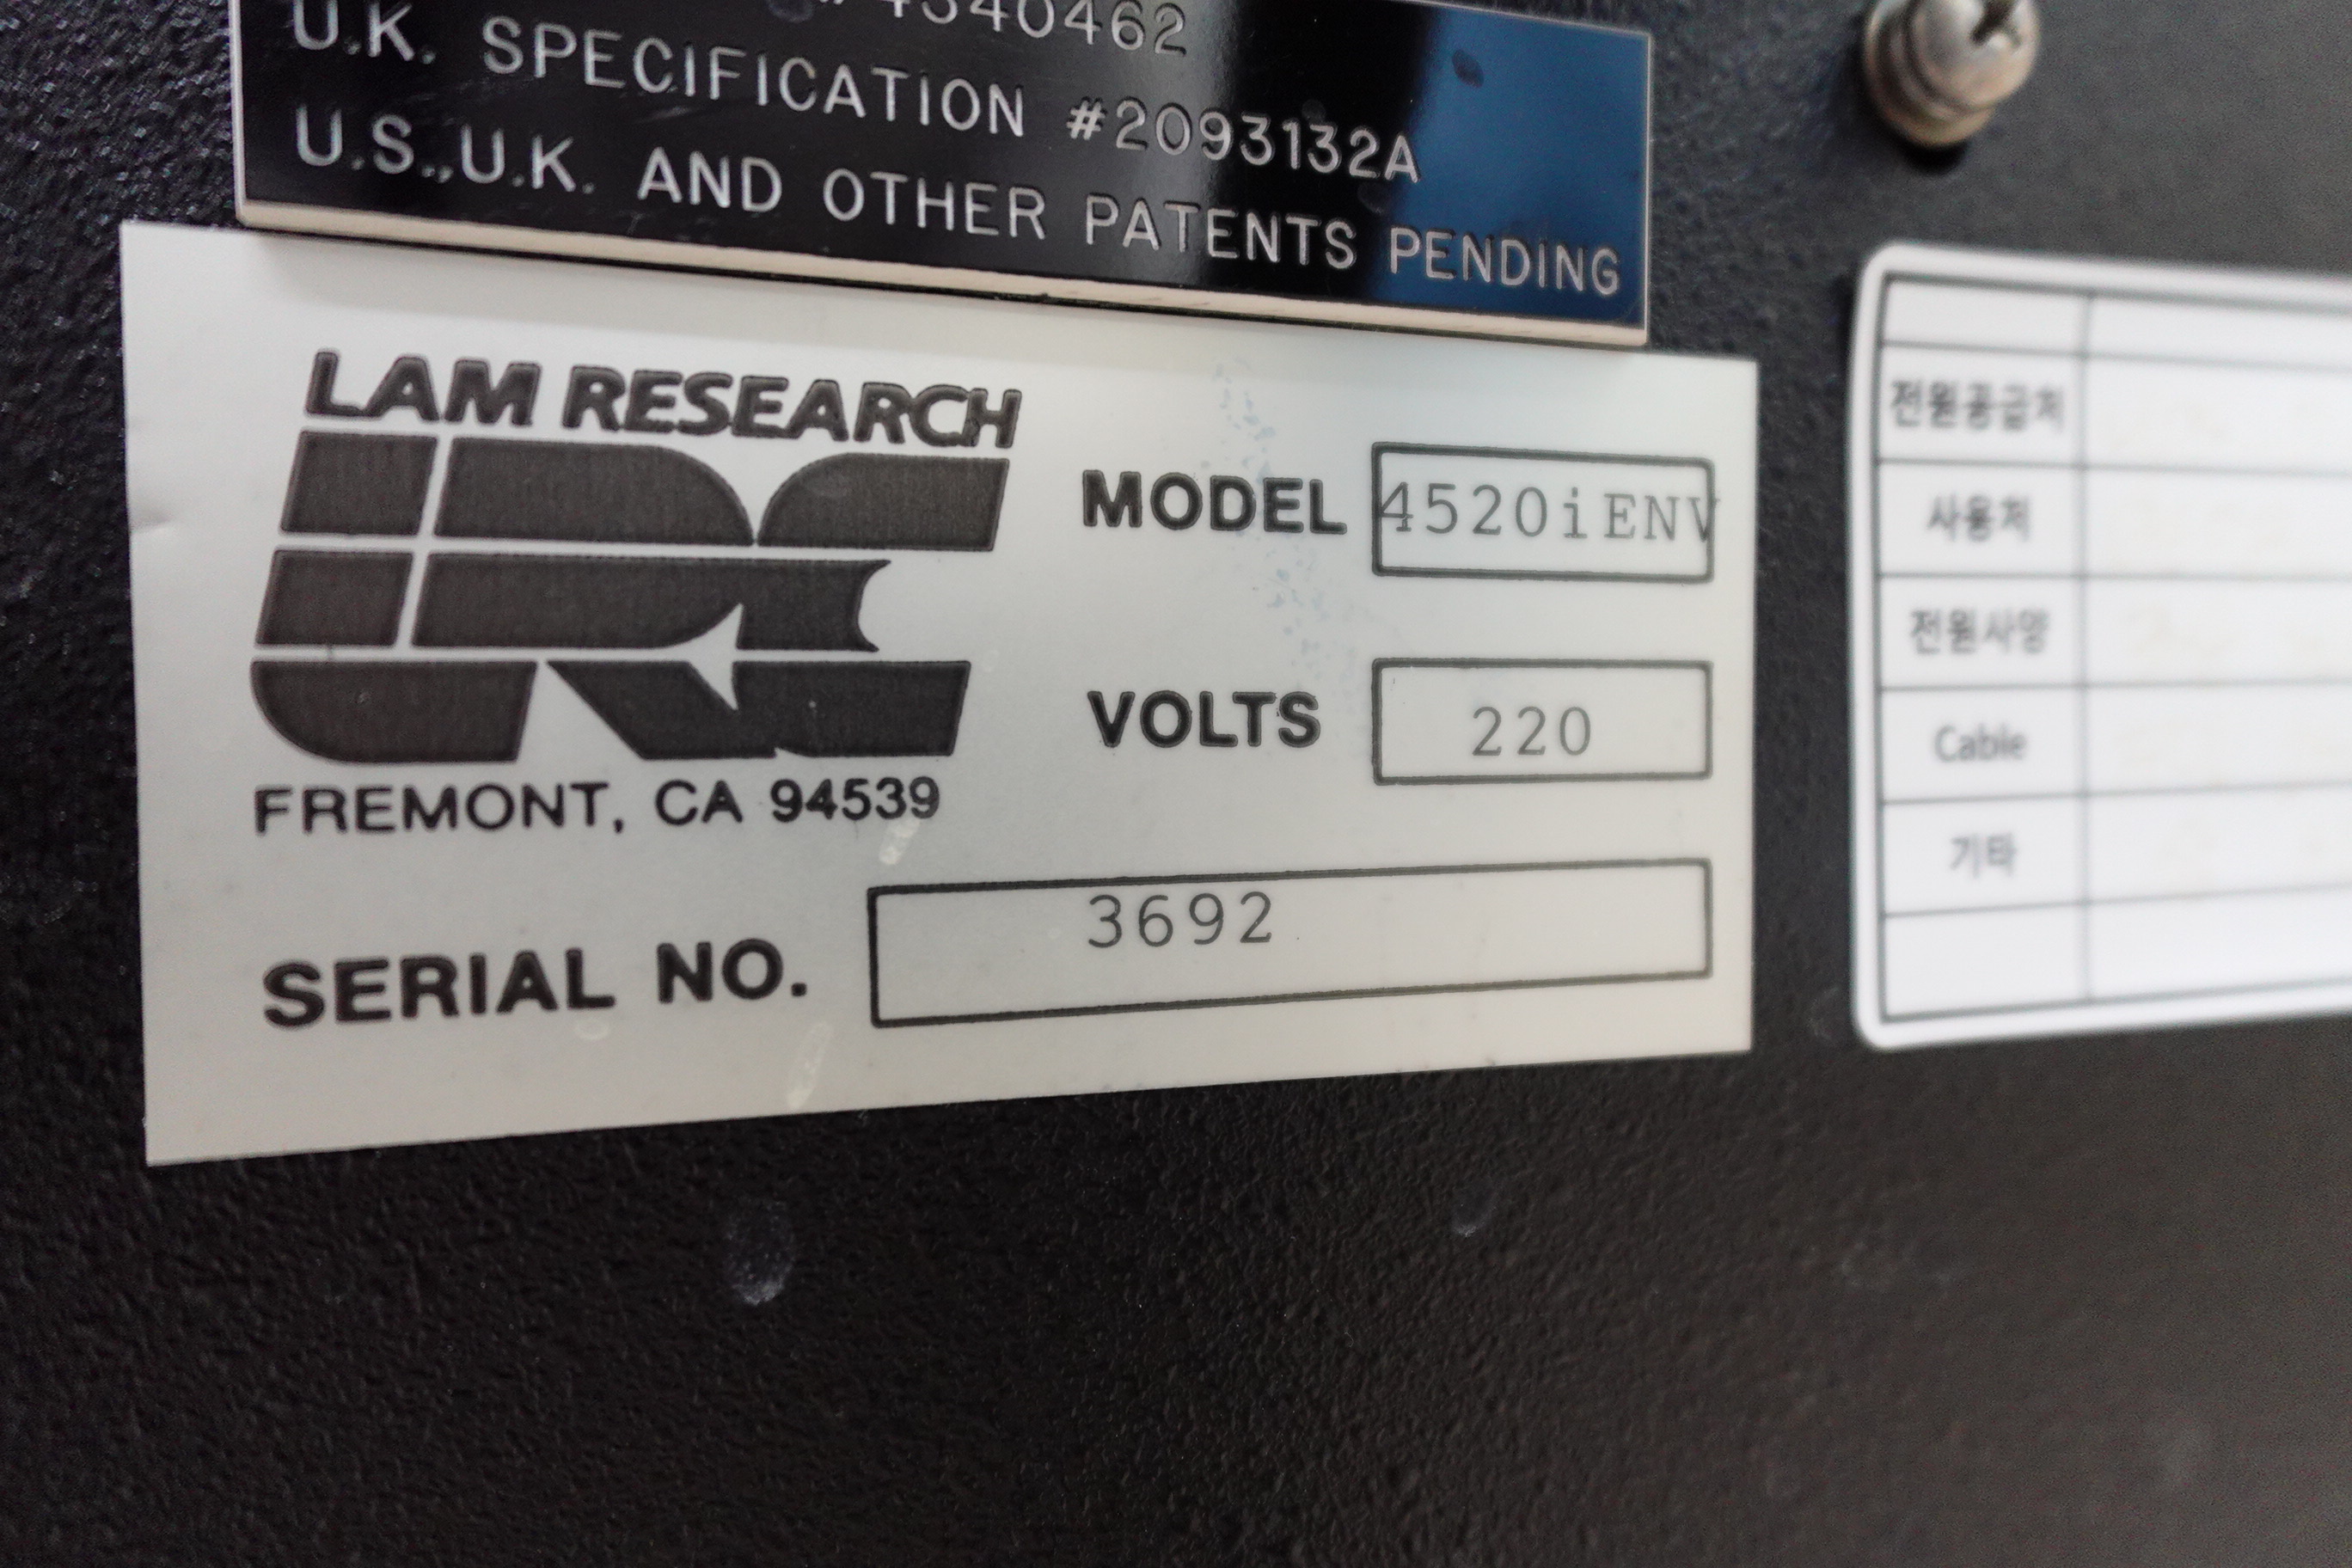 4340462
U.K. SPECIFICATION #2093132A
U.S.,U.K. AND OTHER PATENTS PENDING
LAM RESEARCH
FREMONT, CA 94539
MODEL 4520iENV
VOLTS 220
SERIAL NO. 3692
전원공급처
사용처
전원사양
Cable
기타